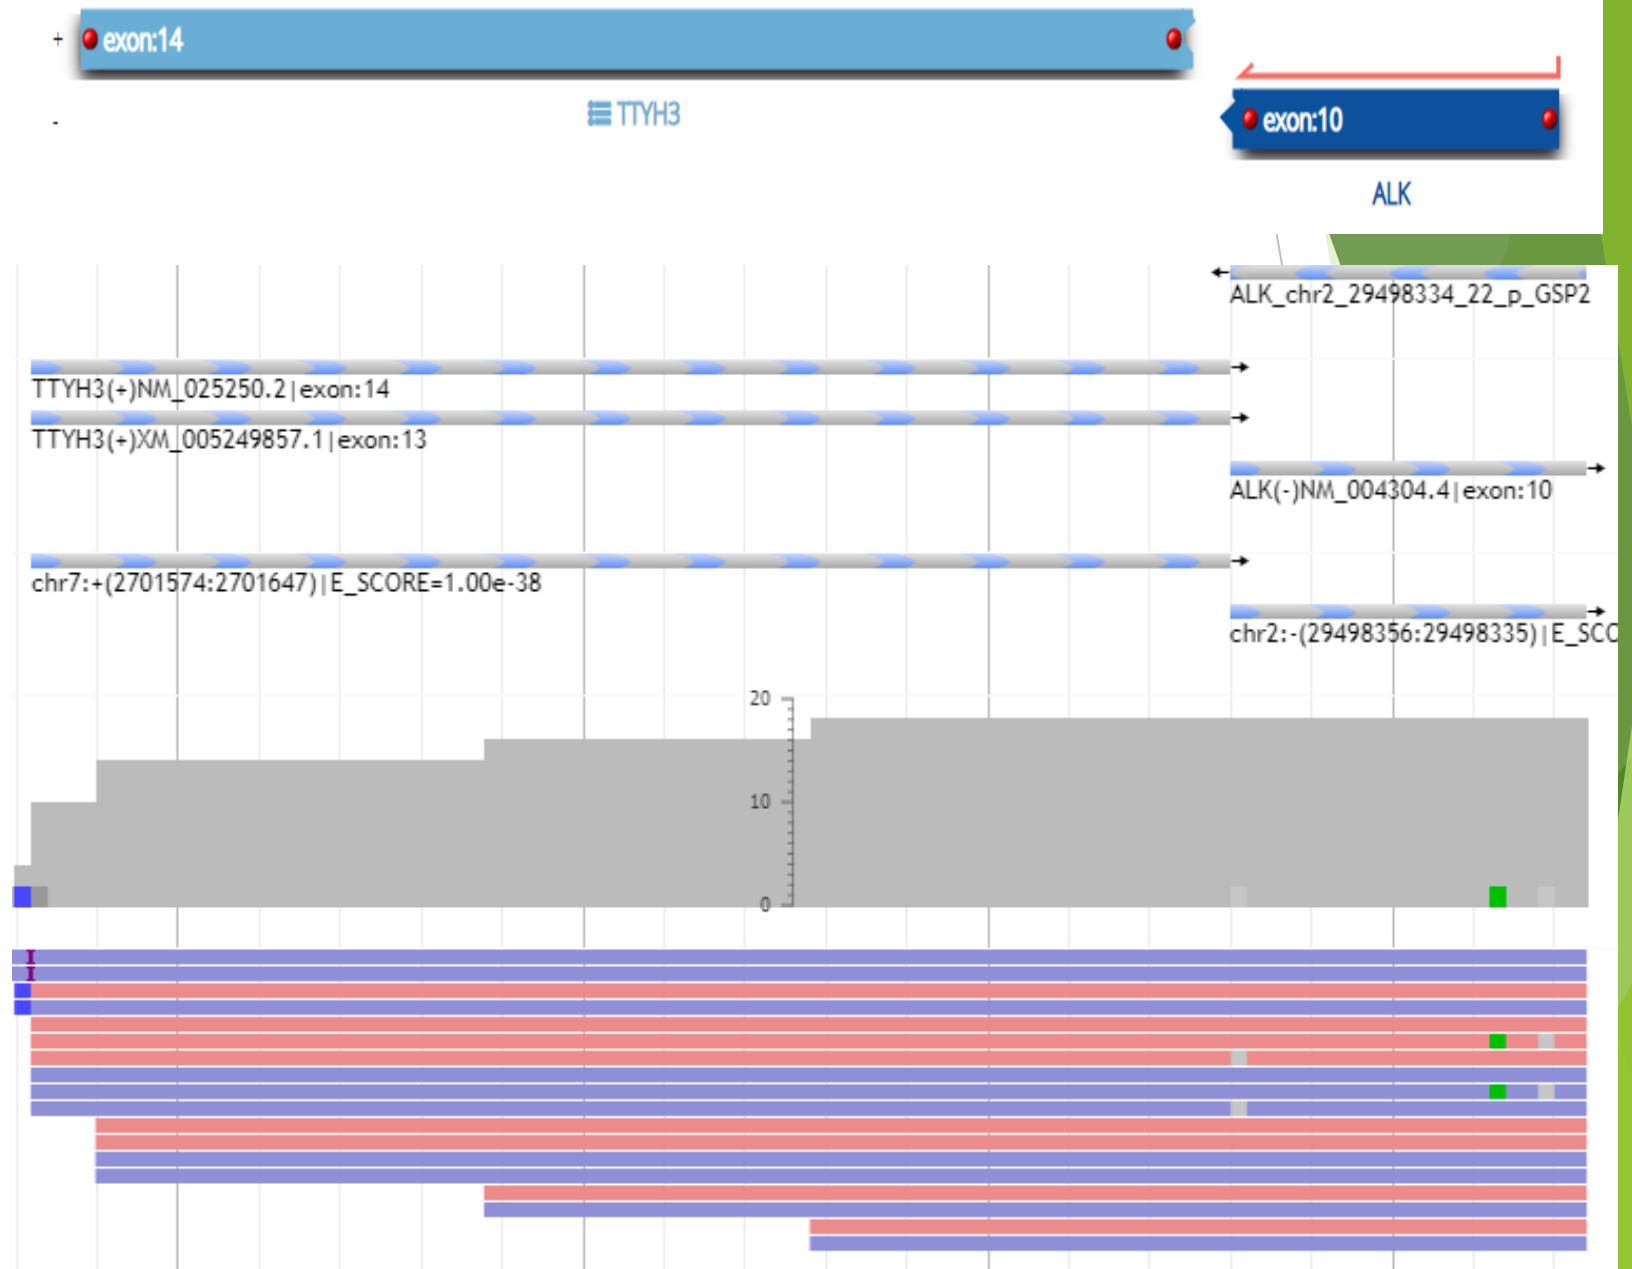 + exon:14
- TTYH3
exon:10
ALK
ALK_chr2_29498334_22_p_GSP2
TTYH3(+)NM_025250.2|exon:14
TTYH3(+)XM_005249857.1|exon:13
ALK(-)NM_004304.4|exon:10
chr7:+(2701574:2701647)|E_SCORE=1.00e-38
chr2:-(29498356:29498335)|E_SCO
20
10
0
I
I